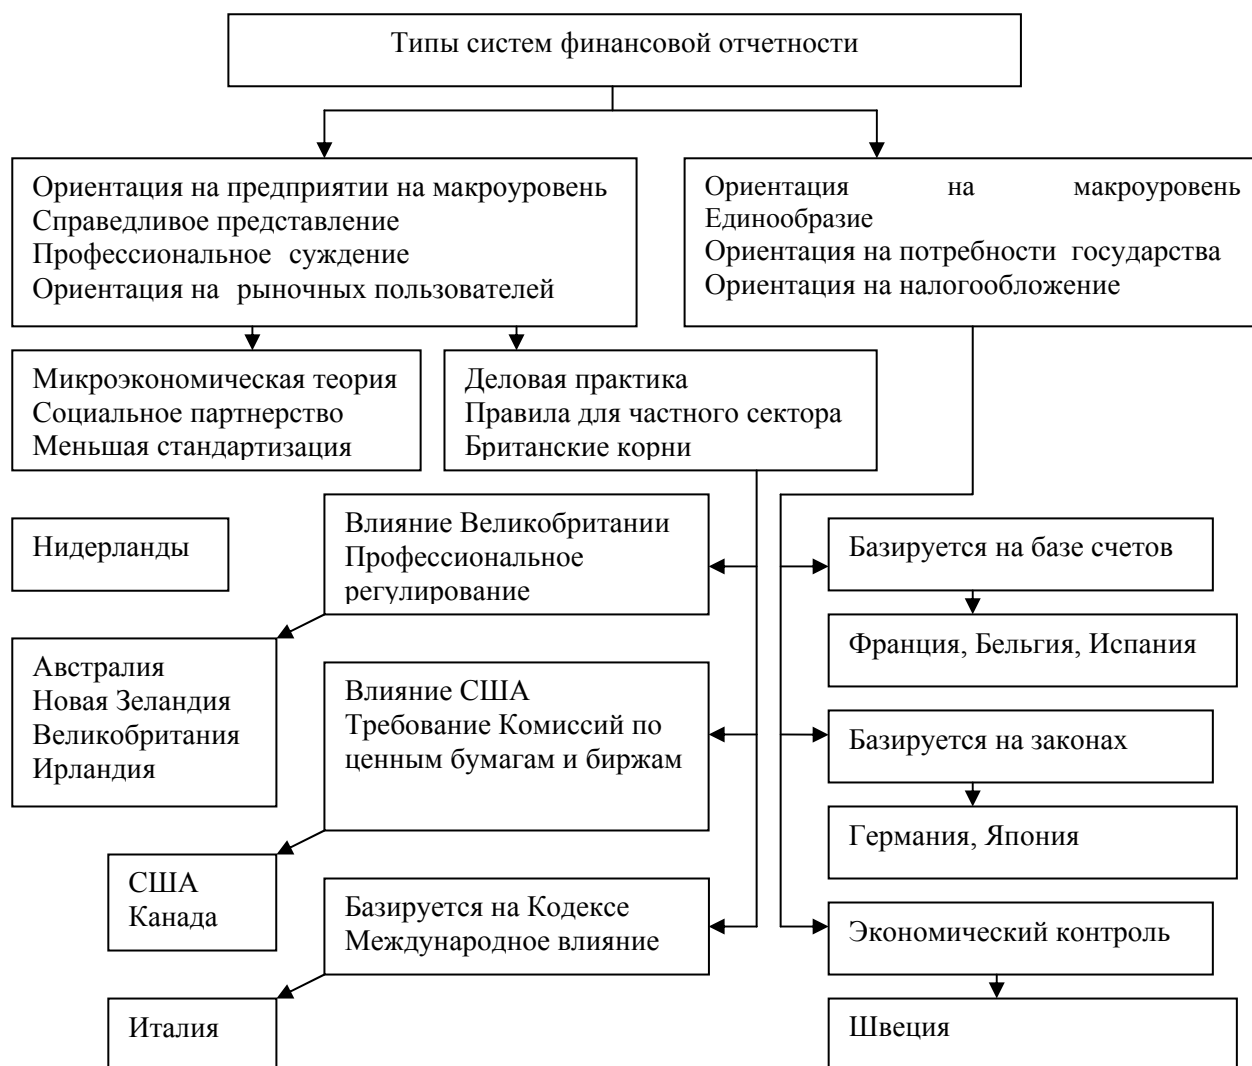 Типы систем финансовой отчетности
Ориентация на предприятии на макроуровень
Справедливое представление
Профессиональное суждение
Ориентация на рыночных пользователей
Ориентация на макроуровень
Единообразие
Ориентация на потребности государства
Ориентация на налогообложение
Микроэкономическая теория
Социальное партнерство
Меньшая стандартизация
Деловая практика
Правила для частного сектора
Британские корни
Нидерланды
Влияние Великобритании
Профессиональное
регулирование
Базируется на базе счетов
Франция, Бельгия, Испания
Австралия
Новая Зеландия
Великобритания
Ирландия
Влияние США
Требование Комиссий по
ценным бумагам и биржам
Базируется на законах
Германия, Япония
США
Канада
Базируется на Кодексе
Международное влияние
Экономический контроль
Италия
Швеция